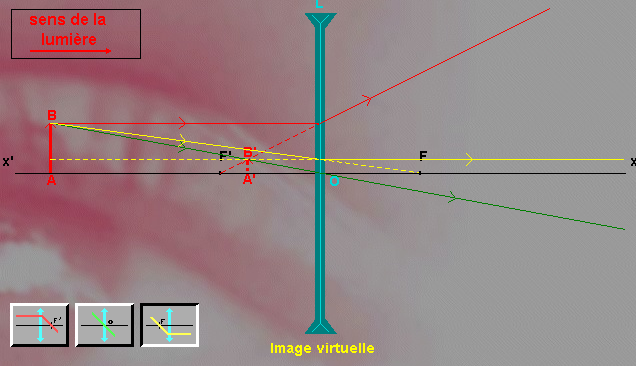 L
sens de la
lumière
B
x'
F'
B'
F
x
A
A'
O
F'
O
F
Image virtuelle